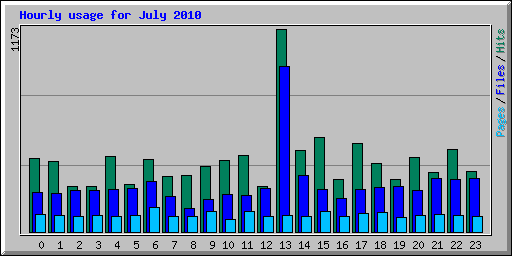 Hourly usage for July 2010
1173
Pages / Files / Hits
0 1 2 3 4 5 6 7 8 9 10 11 12 13 14 15 16 17 18 19 20 21 22 23